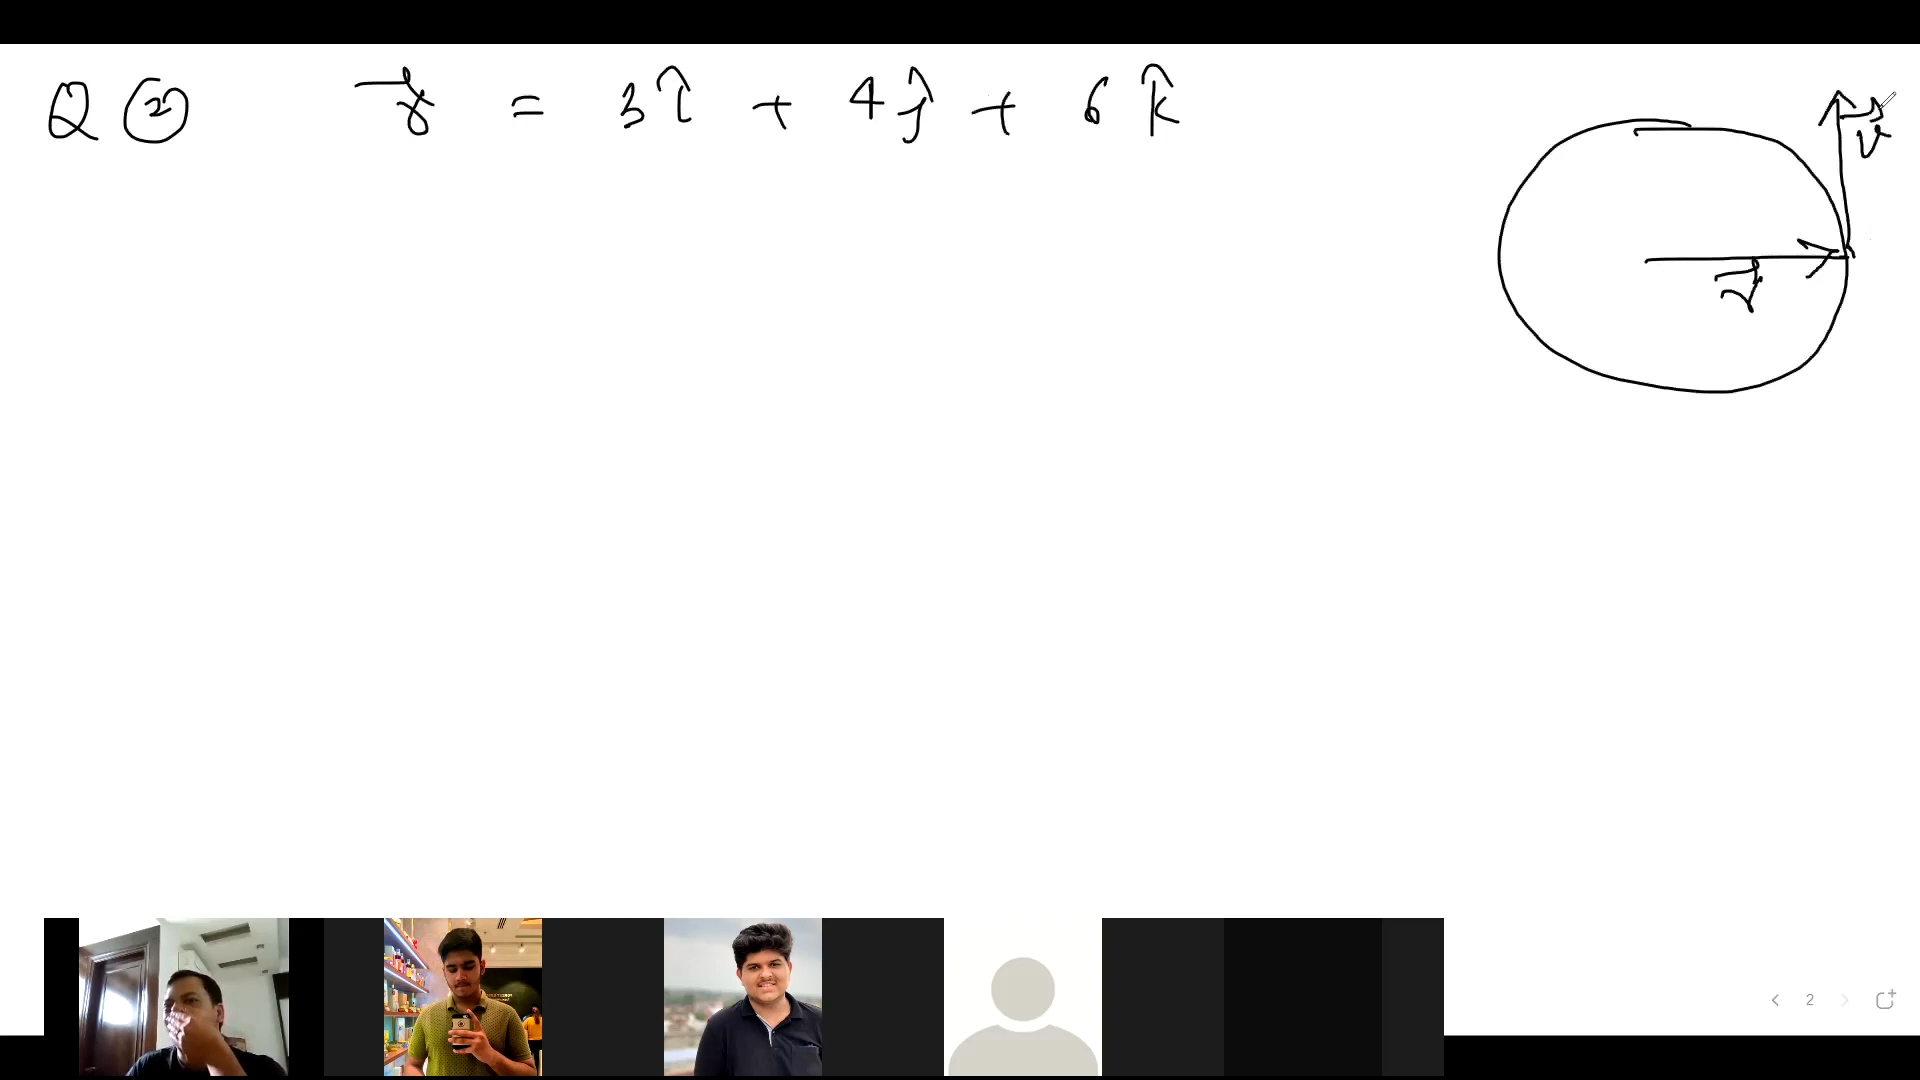 Q ② r⃗ = 3î + 4ĵ + 6k̂
v⃗
r⃗
2